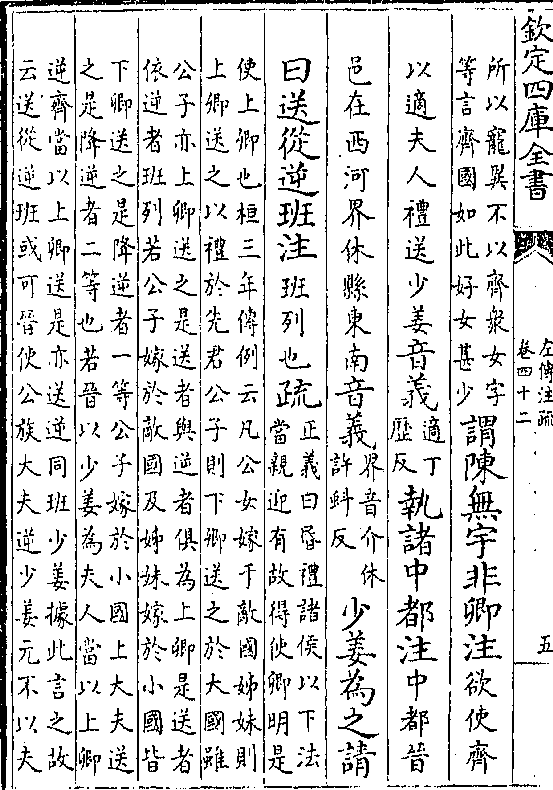 欽定四庫全書
左傳注疏
卷四十二
五
所以寵異不以齊衆女字
等言齊國如此好女甚少
謂陳無宇非卿注欲使齊
以適夫人禮送少姜音義適丁
歷反
執諸中都注中都晉
邑在西河界休縣東南音義界音介休
許蚪反
少姜為之請
曰送從逆班注班列也疏正義曰昏禮諸侯以下法
當親迎有故得使卿明是
使上卿也桓三年傳例云凡公女嫁于敵國姊妹則
上卿送之以禮於先君公子則下卿送之於大國雖
公子亦上卿送之是送者與逆者俱為上卿是送者
依逆者班列若公子嫁於敵國及姊妹嫁於小國皆
下卿送之是降逆者一等公子嫁於小國上大夫送
之是降逆者二等也若晉以少姜為夫人當以上卿
逆齊當以上卿送是亦送逆同班少姜據此言之故
云送從逆班或可晉使公族大夫逆少姜元不以夫